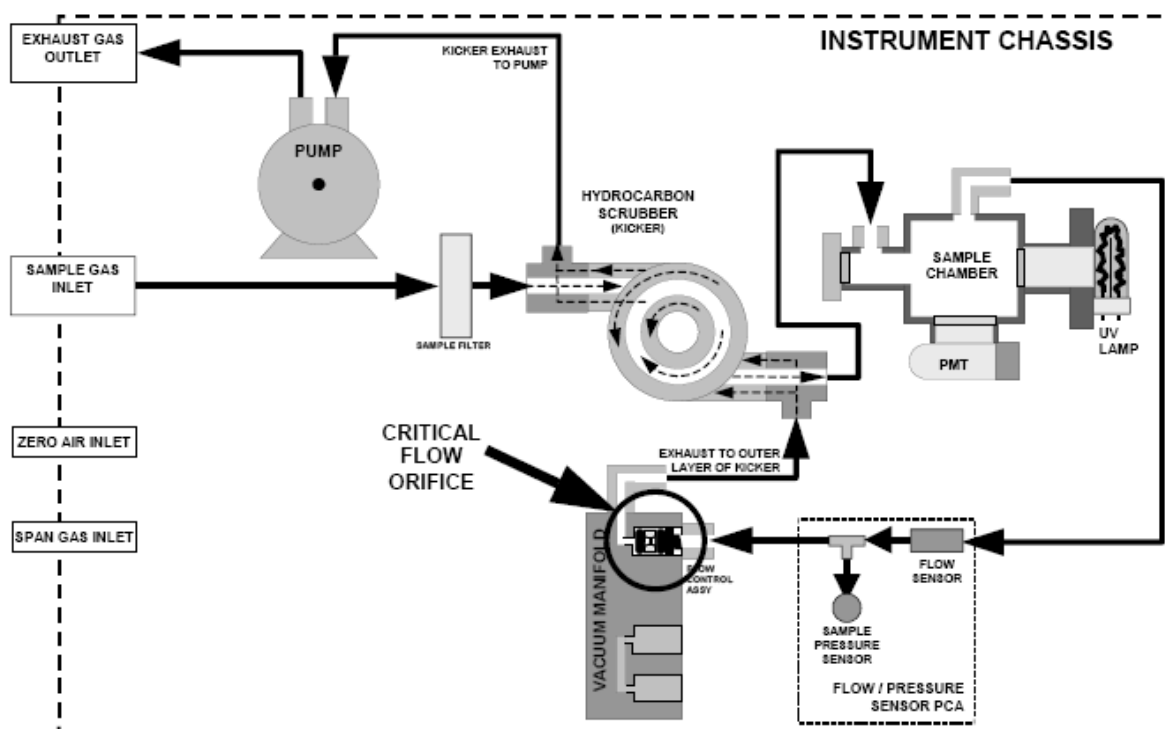 EXHAUST GAS
OUTLET
KICKER EXHAUST
TO PUMP
INSTRUMENT CHASSIS
PUMP
HYDROCARBON
SCRUBBER
(KICKER)
SAMPLE GAS
INLET
SAMPLE FILTER
SAMPLE
CHAMBER
UV
LAMP
PMT
ZERO AIR INLET
CRITICAL
FLOW
ORIFICE
EXHAUST TO OUTER
LAYER OF KICKER
SPAN GAS INLET
VACUUM MANIFOLD
FLOW
CONTROL
ASSY
FLOW
SENSOR
SAMPLE
PRESSURE
SENSOR
FLOW / PRESSURE
SENSOR PCA